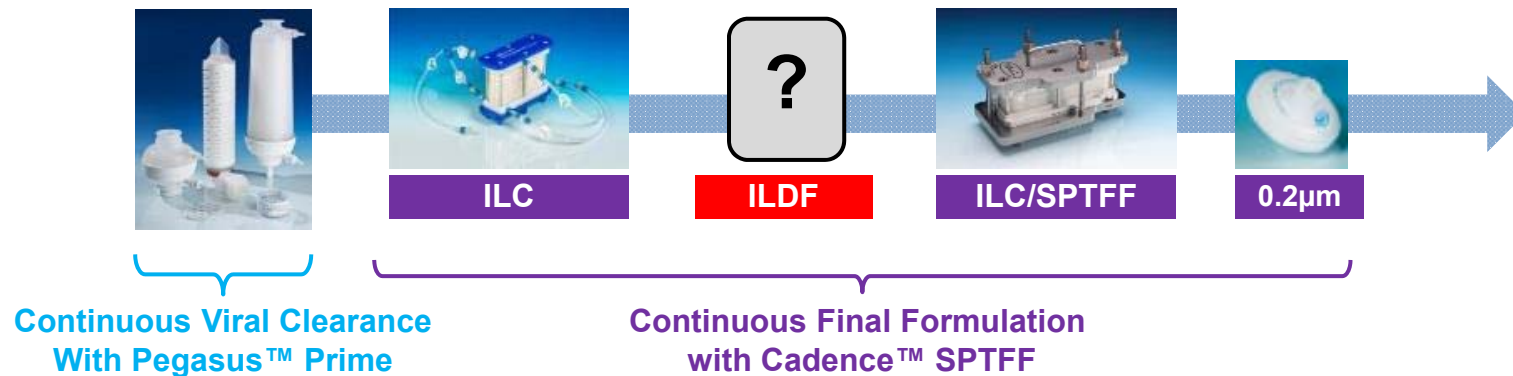 ?
ILC
ILDF
ILC/SPTFF
0.2µm
Continuous Viral Clearance
With Pegasus™ Prime
Continuous Final Formulation
with Cadence™ SPTFF